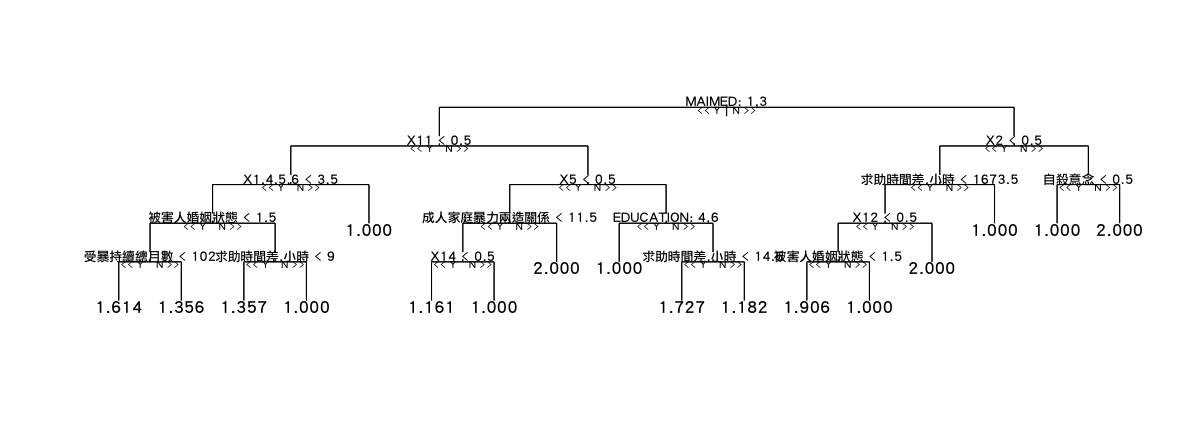 MAIMED: 1,3
<< Y N >>
X11 < 0.5
<< Y N >>
X2 < 0.5
<< Y N >>
X1,4,5,6 < 3.5
<< Y N >>
X5 < 0.5
<< Y N >>
求助時間差,小時 < 1673.5
<< Y N >>
自殺意念 < 0.5
<< Y N >>
被害人婚姻狀態 < 1.5
<< Y N >>
1.000
成人家庭暴力兩造關係 < 11.5
<< Y N >>
EDUCATION: 4,6
<< Y N >>
X12 < 0.5
<< Y N >>
1.000
1.000
2.000
受暴持續總月數 < 102
<< Y N >>
求助時間差,小時 < 9
<< Y N >>
X14 < 0.5
<< Y N >>
2.000
1.000
求助時間差,小時 < 14.
<< Y N >>
被害人婚姻狀態 < 1.5
<< Y N >>
2.000
1.614
1.356
1.357
1.000
1.161
1.000
1.727
1.182
1.906
1.000